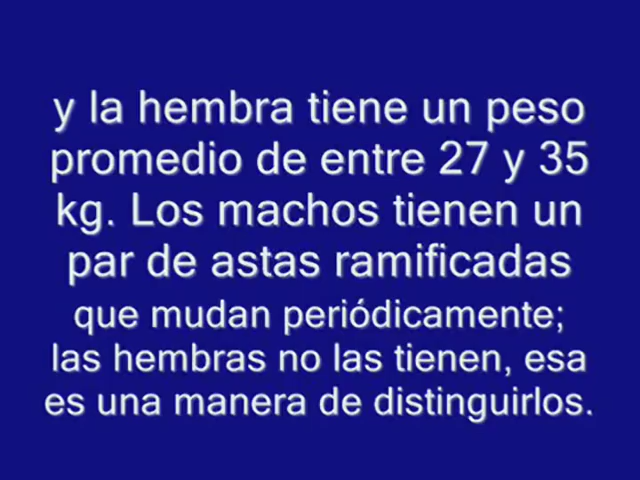 y la hembra tiene un peso
promedio de entre 27 y 35
kg. Los machos tienen un
par de astas ramificadas
que mudan periódicamente;
las hembras no las tienen, esa
es una manera de distinguirlos.